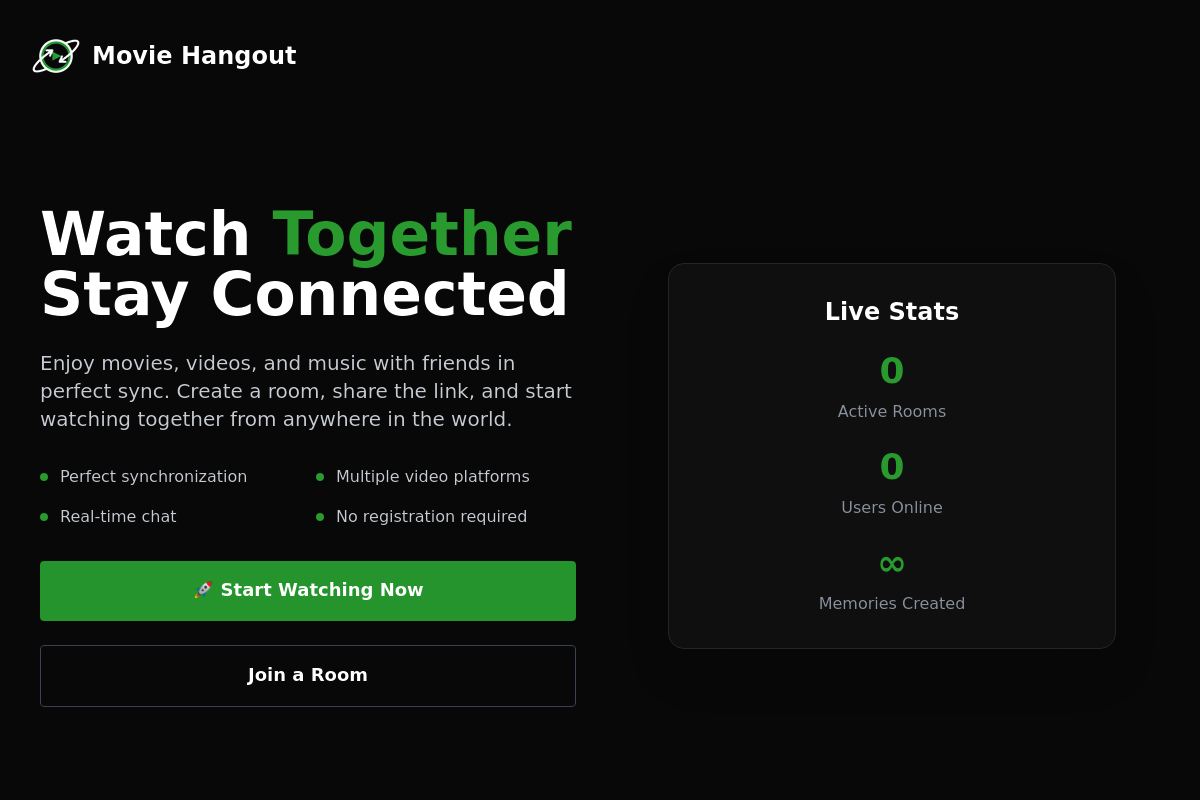 Movie Hangout
Watch Together
Stay Connected
Enjoy movies, videos, and music with friends in
perfect sync. Create a room, share the link, and start
watching together from anywhere in the world.
Perfect synchronization
Multiple video platforms
Real-time chat
No registration required
🚀 Start Watching Now
Join a Room
Live Stats
0
Active Rooms
0
Users Online
∞
Memories Created